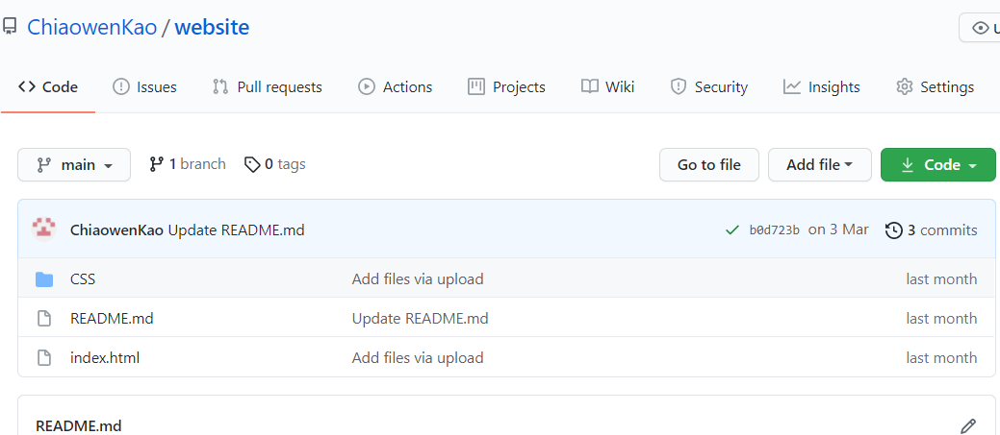 ChiaowenKao / website
Code Issues Pull requests Actions Projects Wiki Security Insights Settings
main 1 branch 0 tags Go to file Add file Code
ChiaowenKao Update README.md b0d723b on 3 Mar 3 commits
CSS Add files via upload last month
README.md Update README.md last month
index.html Add files via upload last month
README.md